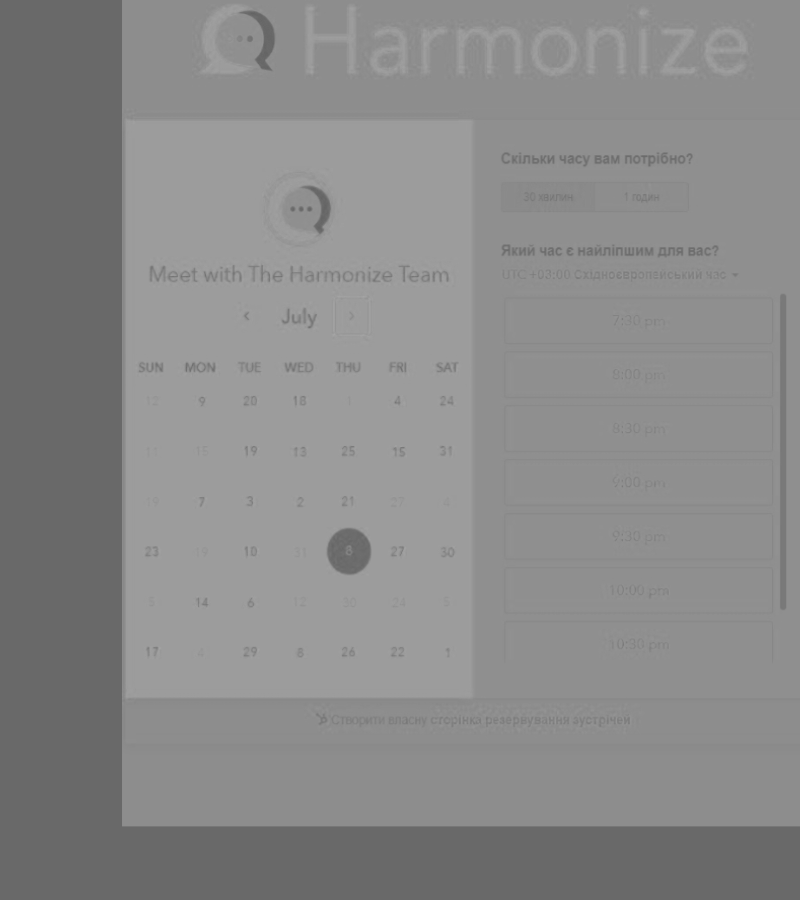 Harmonize
Meet with The Harmonize Team
July
SUN MON TUE WED THU FRI SAT
12 9 20 18 1 4 24
11 15 19 13 25 15 31
19 7 3 2 21 27 4
23 19 10 31 8 27 30
5 14 6 12 30 24 5
17 4 29 8 26 22 1
Скільки часу вам потрібно?
30 хвилин 1 годин
Який час є найліпшим для вас?
UTC +03:00 Східноєвропейський час
7:30 pm
8:00 pm
8:30 pm
9:00 pm
9:30 pm
10:00 pm
10:30 pm
Створити власну сторінка резервування зустрічей